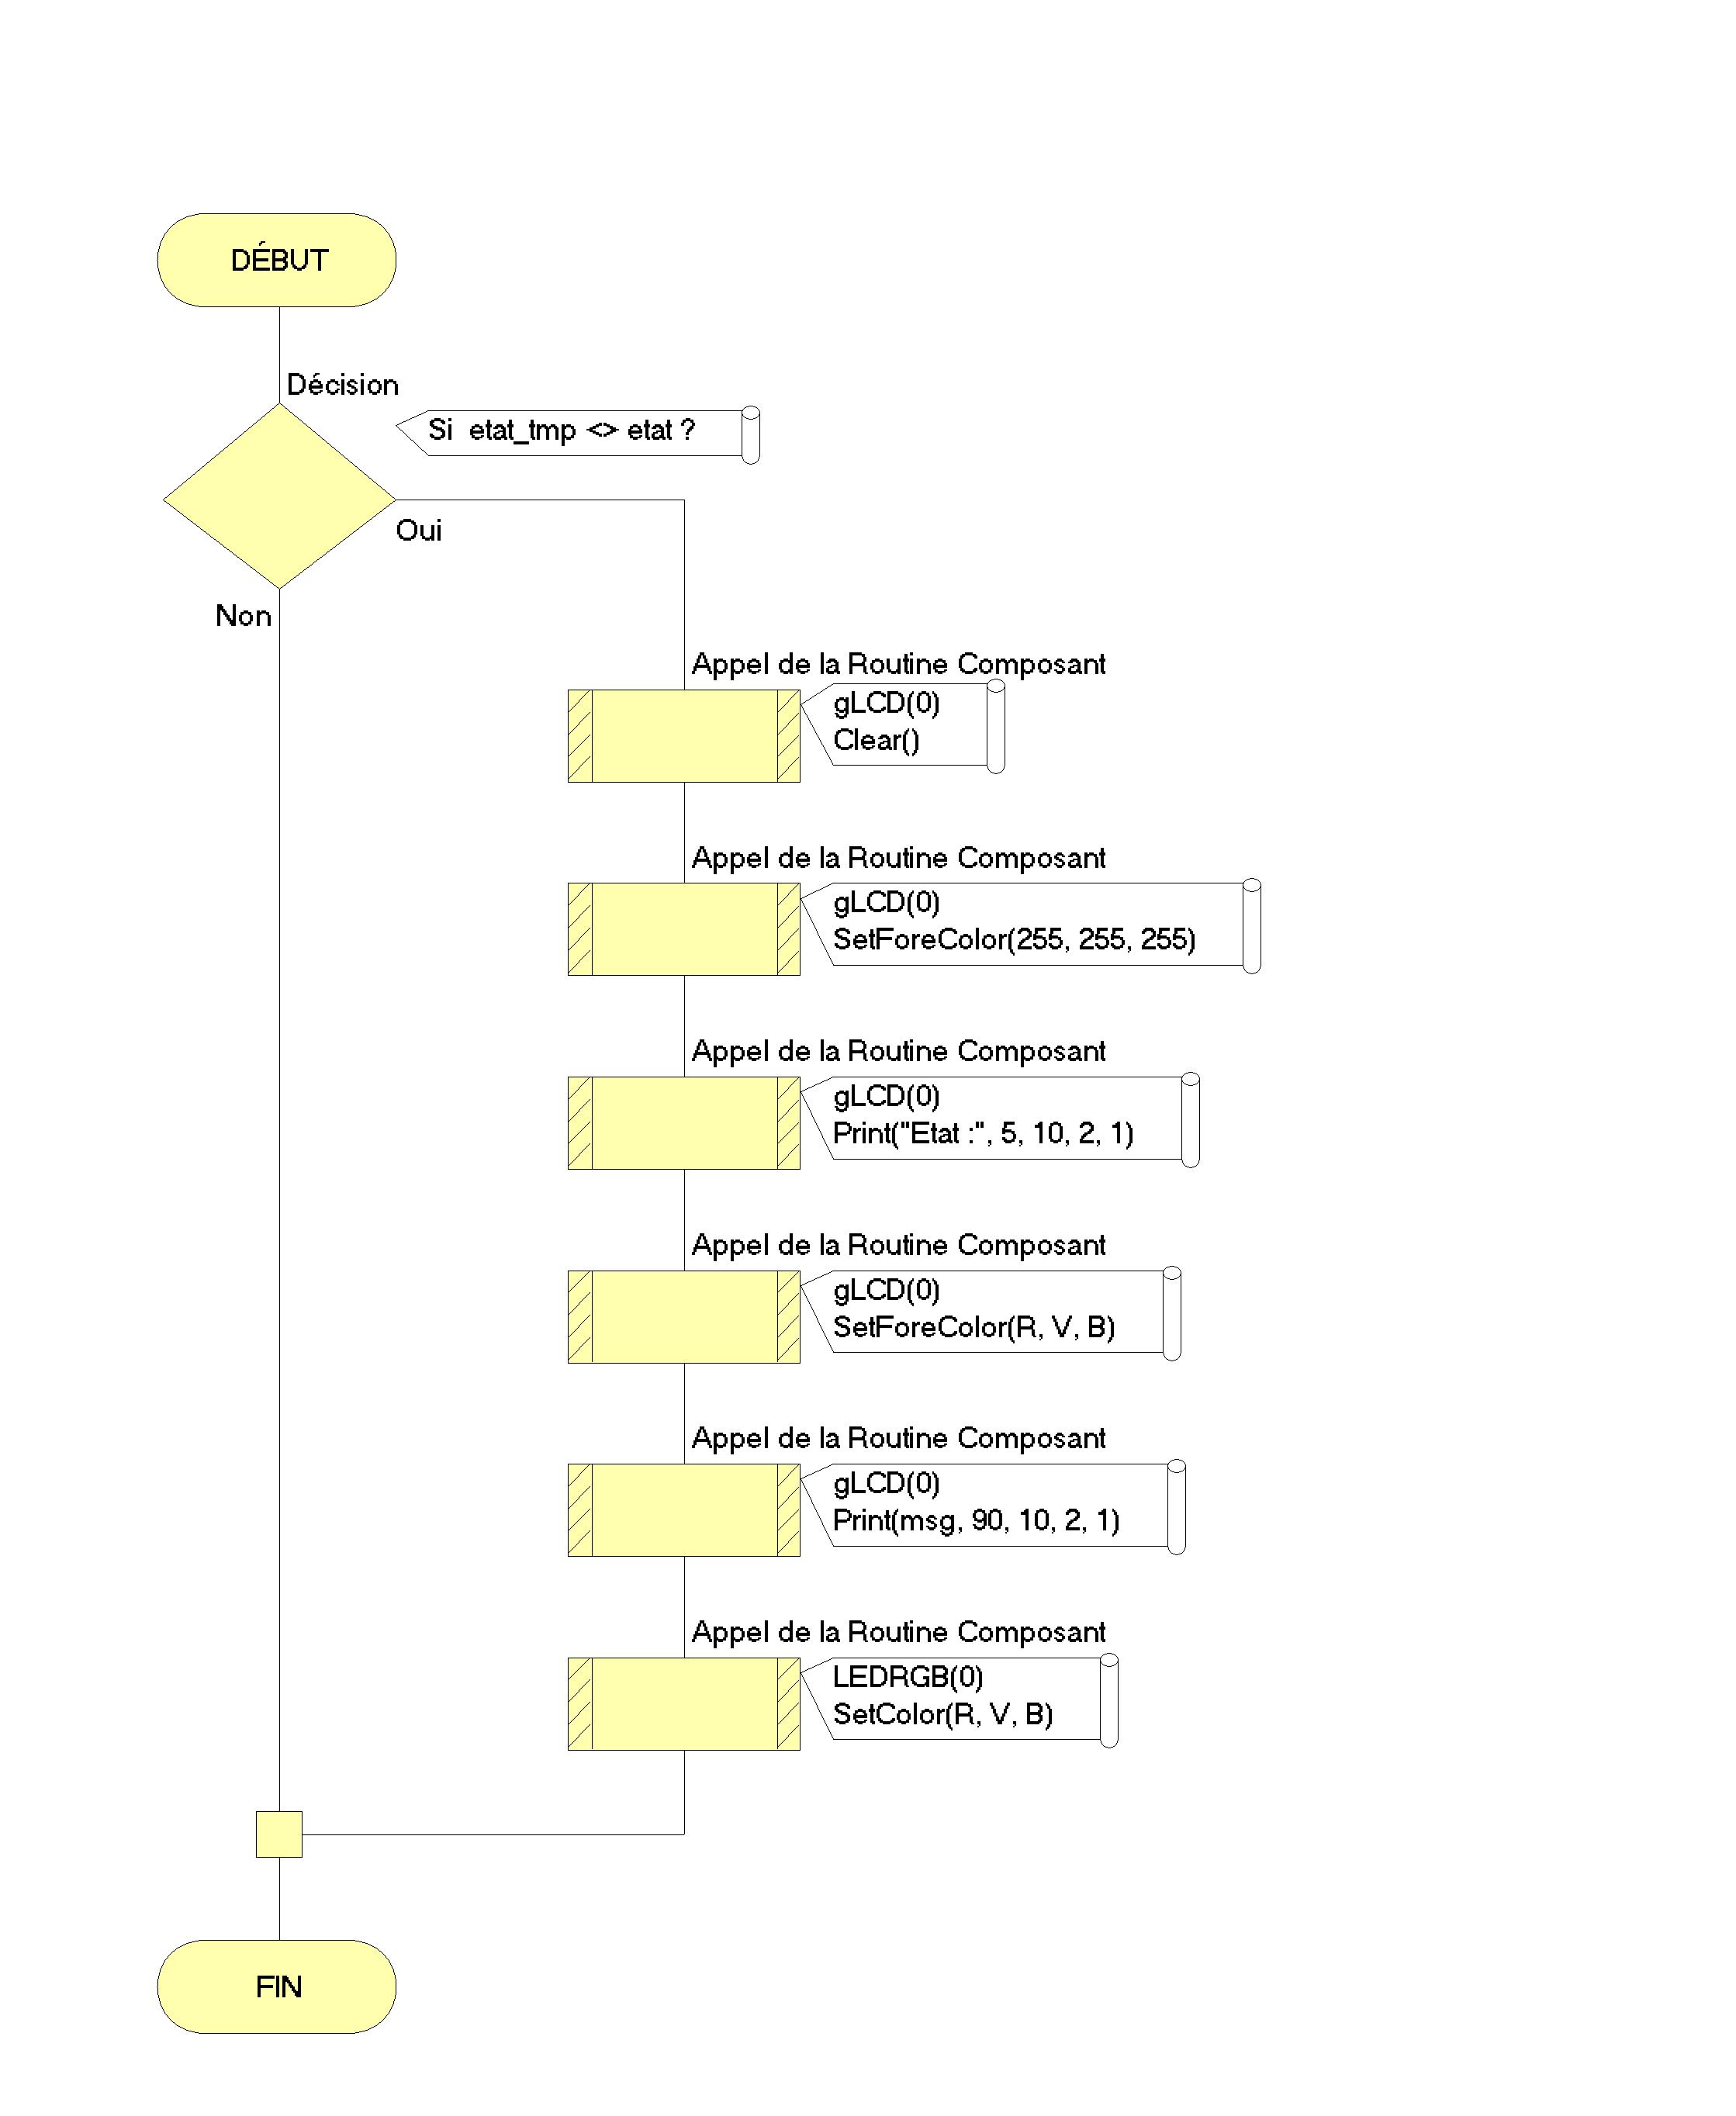 DÉBUT
Décision
Si  etat_tmp <> etat ?
Oui
Non
Appel de la Routine Composant
gLCD(0)
Clear()
Appel de la Routine Composant
gLCD(0)
SetForeColor(255, 255, 255)
Appel de la Routine Composant
gLCD(0)
Print("Etat :", 5, 10, 2, 1)
Appel de la Routine Composant
gLCD(0)
SetForeColor(R, V, B)
Appel de la Routine Composant
gLCD(0)
Print(msg, 90, 10, 2, 1)
Appel de la Routine Composant
LEDRGB(0)
SetColor(R, V, B)
FIN